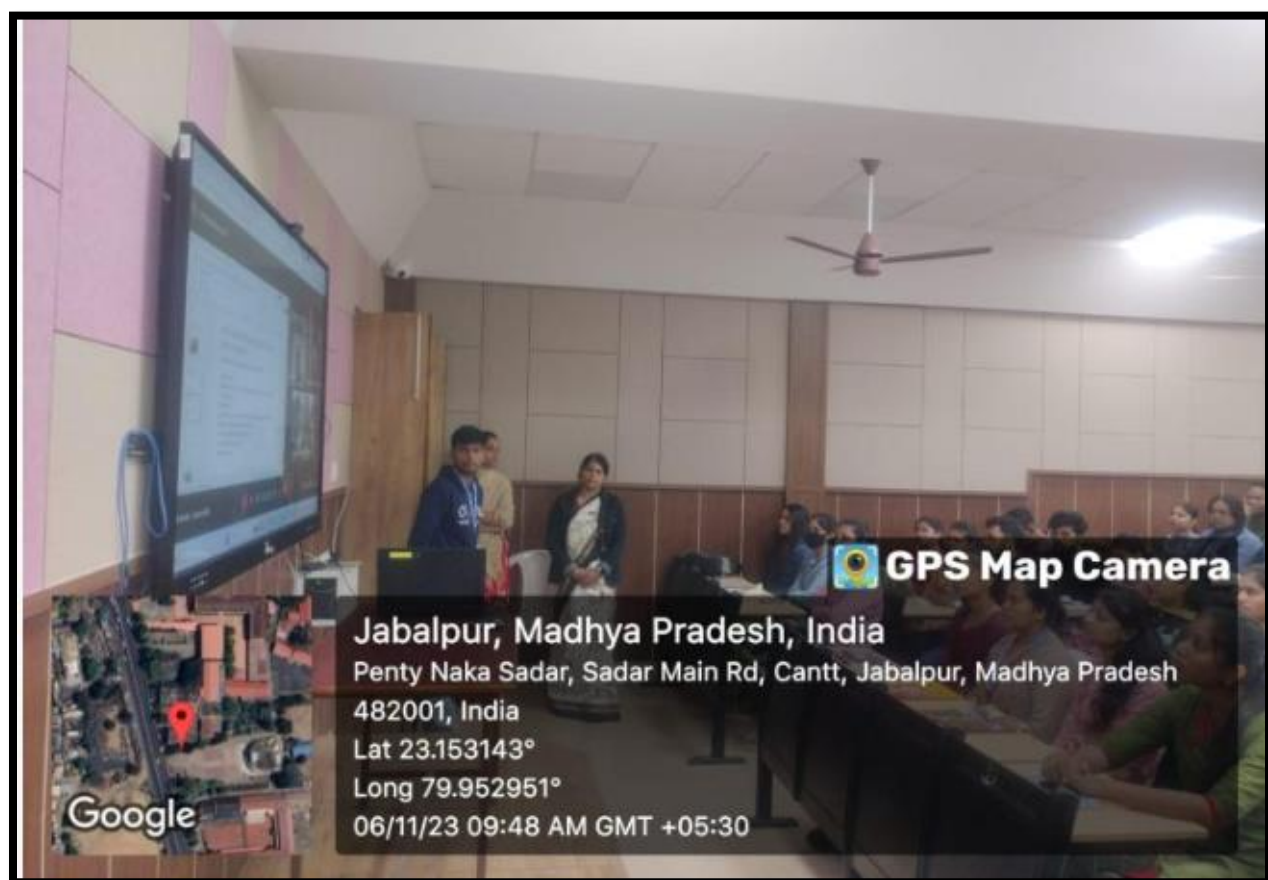 GPS Map Camera
Jabalpur, Madhya Pradesh, India
Penty Naka Sadar, Sadar Main Rd, Cantt, Jabalpur, Madhya Pradesh
482001, India
Lat 23.153143°
Long 79.952951°
06/11/23 09:48 AM GMT +05:30
Google